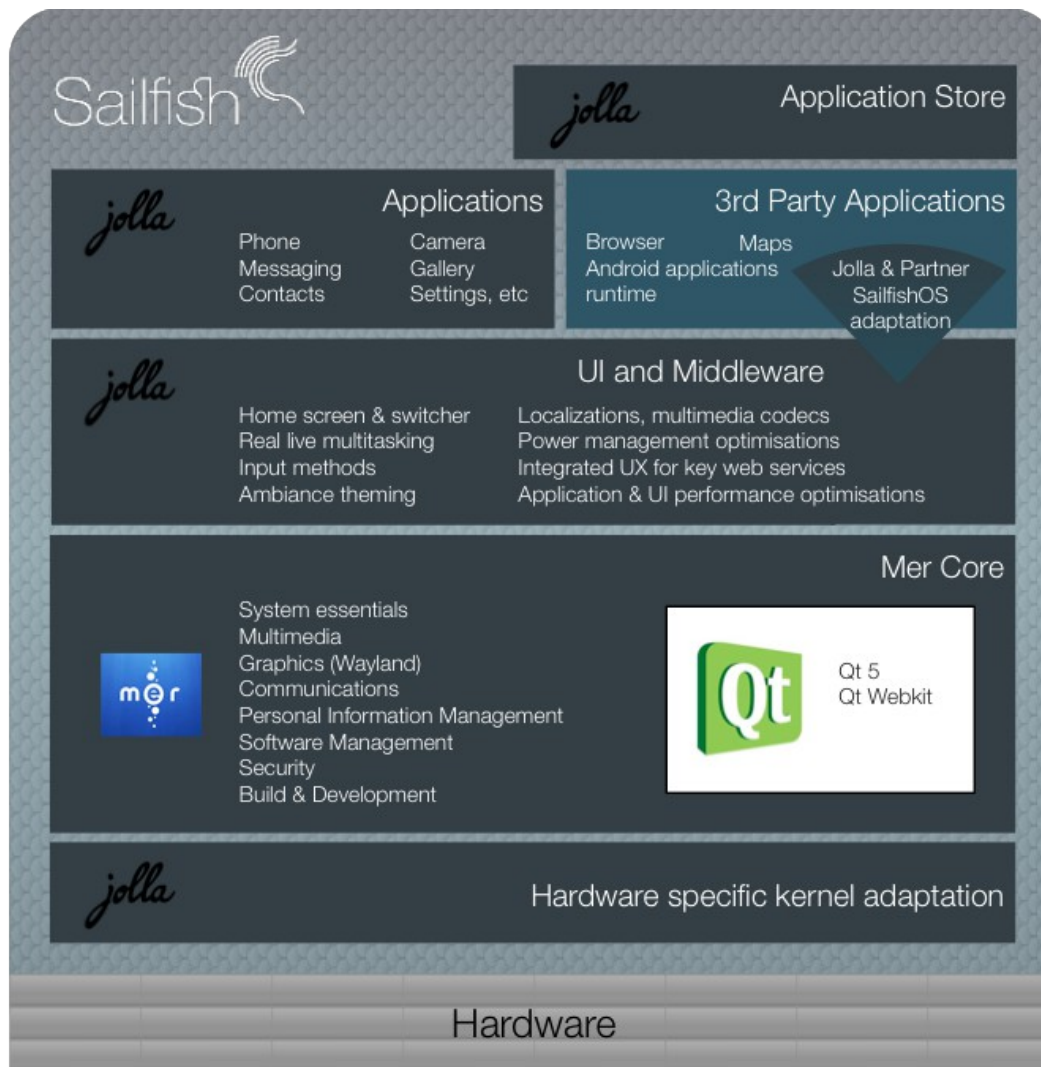 Sailfish
jolla
Application Store
jolla
Applications
Phone
Messaging
Contacts
Camera
Gallery
Settings, etc
3rd Party Applications
Browser
Maps
Android applications
runtime
Jolla & Partner
SailfishOS
adaptation
jolla
UI and Middleware
Home screen & switcher
Real live multitasking
Input methods
Ambiance theming
Localizations, multimedia codecs
Power management optimisations
Integrated UX for key web services
Application & UI performance optimisations
Mer Core
mer
System essentials
Multimedia
Graphics (Wayland)
Communications
Personal Information Management
Software Management
Security
Build & Development
Qt
Qt 5
Qt Webkit
jolla
Hardware specific kernel adaptation
Hardware